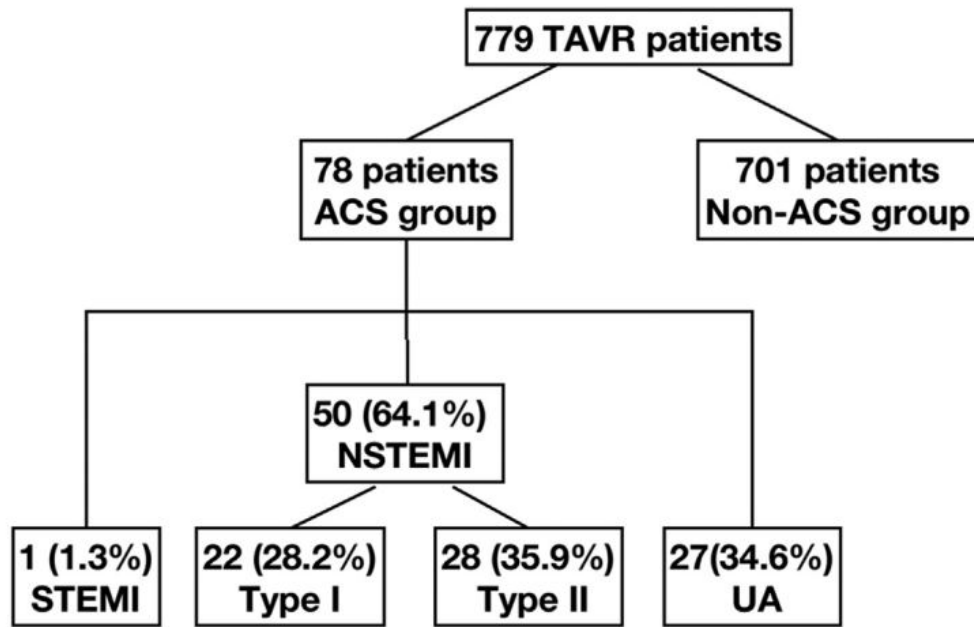 779 TAVR patients
78 patients
ACS group
701 patients
Non-ACS group
50 (64.1%)
NSTEMI
1 (1.3%)
STEMI
22 (28.2%)
Type I
28 (35.9%)
Type II
27(34.6%)
UA